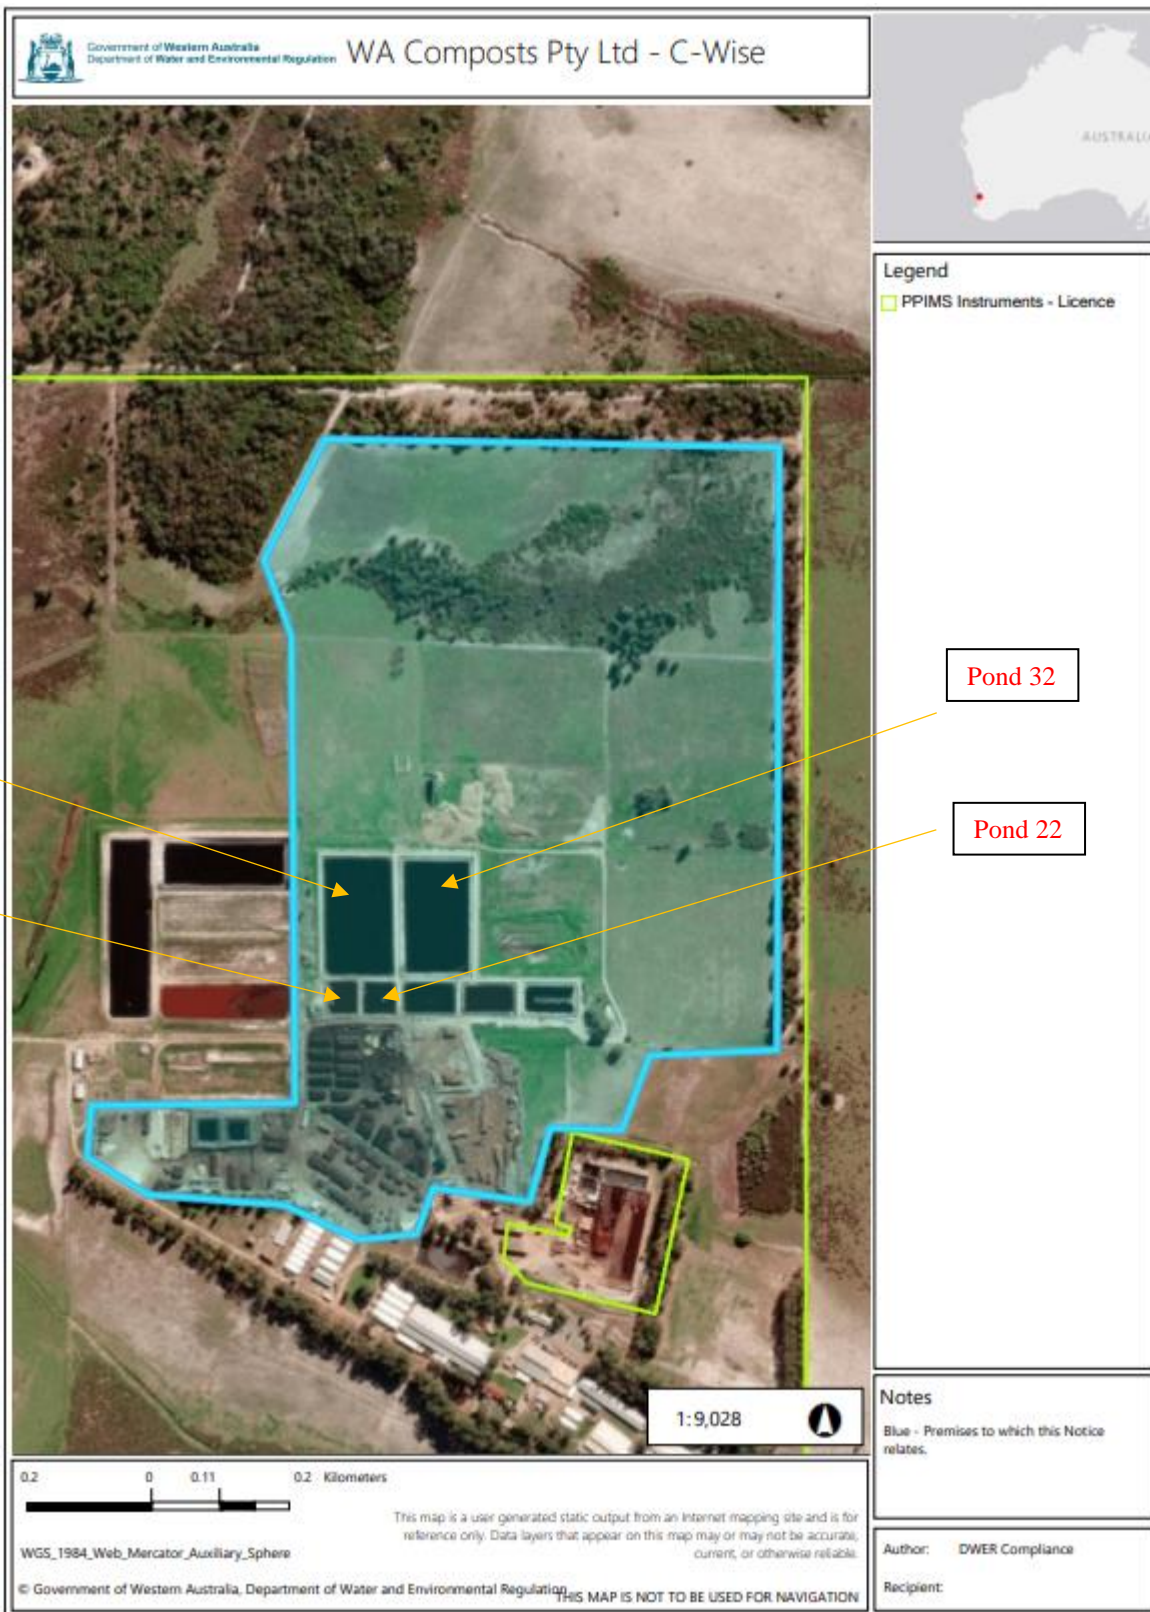 Government of Western Australia
Department of Water and Environmental Regulation
WA Composts Pty Ltd - C-Wise
AUSTRALIA
Legend
PPIMS Instruments - Licence
Pond 32
Pond 22
1:9,028
Notes
Blue - Premises to which this Notice
relates.
0.2 0 0.11 0.2 Kilometers
This map is a user generated static output from an Internet mapping site and is for
reference only. Data layers that appear on this map may or may not be accurate,
current, or otherwise reliable.
WGS_1984_Web_Mercator_Auxiliary_Sphere
© Government of Western Australia, Department of Water and Environmental Regulation
THIS MAP IS NOT TO BE USED FOR NAVIGATION
Author: DWER Compliance
Recipient: